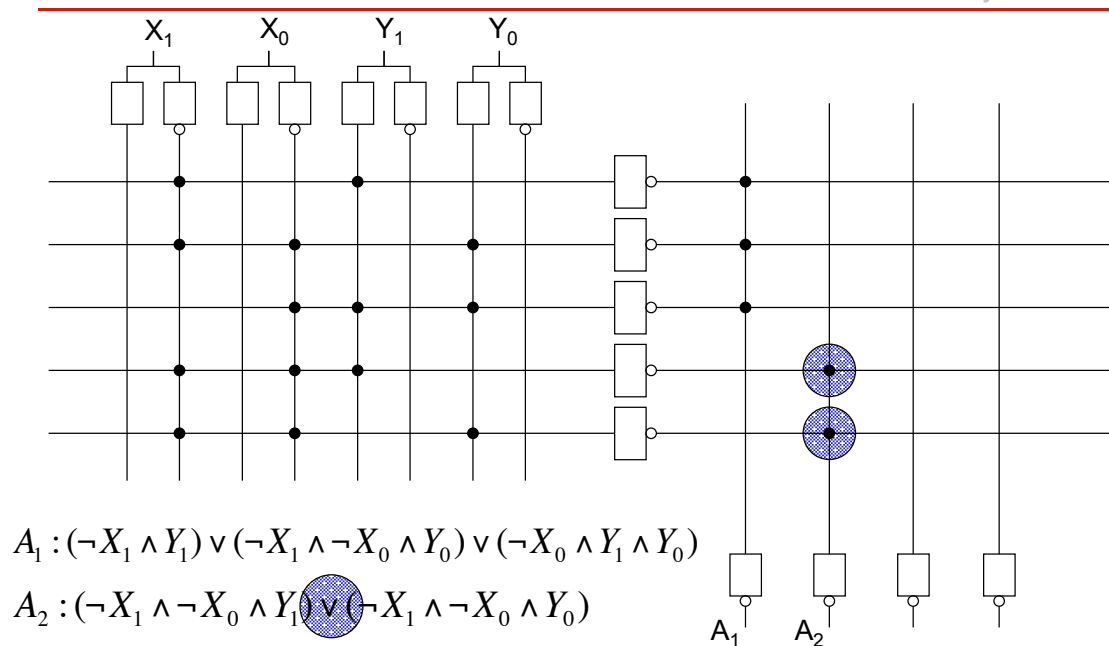 X₁ X₀ Y₁ Y₀
A₁ : (¬X₁ ∧ Y₁) ∨ (¬X₁ ∧ ¬X₀ ∧ Y₀) ∨ (¬X₀ ∧ Y₁ ∧ Y₀)
A₂ : (¬X₁ ∧ ¬X₀ ∧ Y₁) ∨ (¬X₁ ∧ ¬X₀ ∧ Y₀)
A₁ A₂